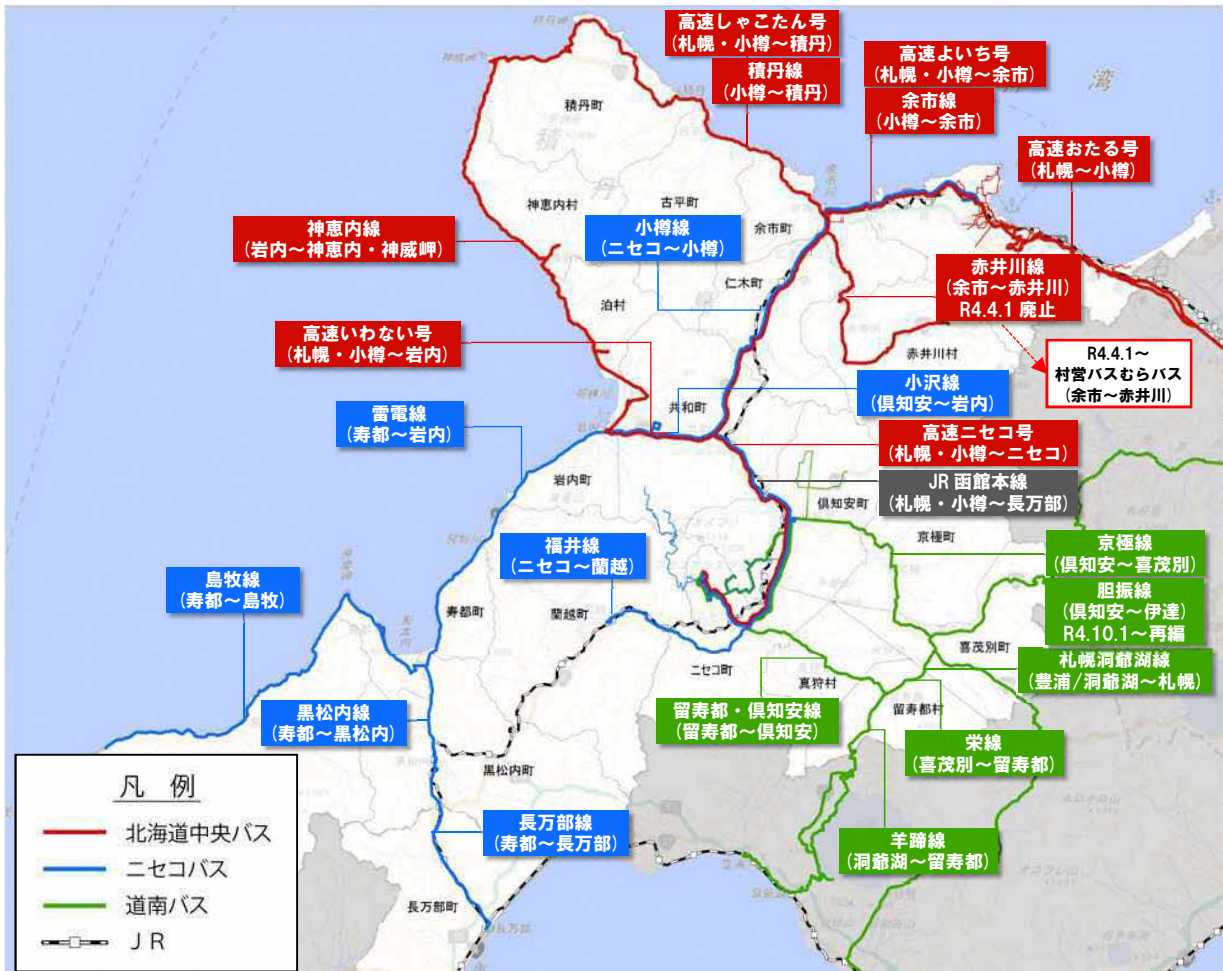 高速しゃこたん号
(札幌・小樽～積丹)
積丹線
(小樽～積丹)
高速よいち号
(札幌・小樽～余市)
余市線
(小樽～余市)
高速おたる号
(札幌～小樽)
湾
神威岬
積丹町
積
丹
神恵内村
古平町
余市町
神恵内線
(岩内～神恵内・神威岬)
小樽線
(ニセコ～小樽)
仁木町
泊村
赤井川線
(余市～赤井川)
R4.4.1 廃止
高速いわない号
(札幌・小樽～岩内)
赤井川村
R4.4.1～
村営バスむらバス
(余市～赤井川)
共和町
小沢線
(倶知安～岩内)
雷電線
(寿都～岩内)
高速ニセコ号
(札幌・小樽～ニセコ)
岩内町
JR 函館本線
(札幌・小樽～長万部)
倶知安町
京極町
福井線
(ニセコ～蘭越)
京極線
(倶知安～喜茂別)
島牧線
(寿都～島牧)
胆振線
(倶知安～伊達)
R4.10.1～再編
寿都町
蘭越町
喜茂別町
札幌洞爺湖線
(豊浦/洞爺湖～札幌)
ニセコ町
真狩村
留寿都村
黒松内線
(寿都～黒松内)
留寿都・倶知安線
(留寿都～倶知安)
栄線
(喜茂別～留寿都)
黒松内町
長万部線
(寿都～長万部)
羊蹄線
(洞爺湖～留寿都)
長万部町
長万部
凡 例
北海道中央バス
ニセコバス
道南バス
ＪＲ